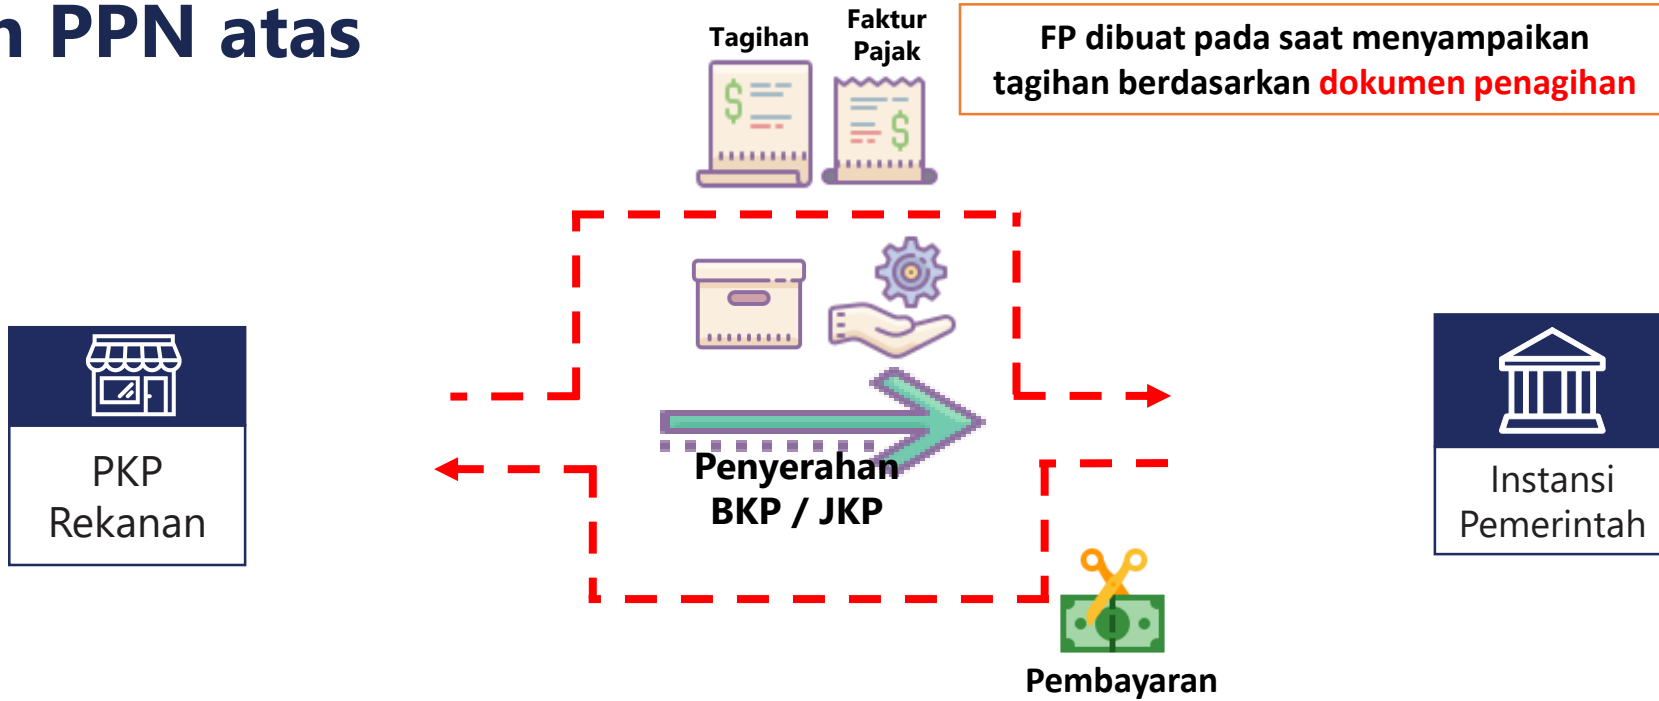 n PPN atas
Tagihan
Faktur
Pajak
FP dibuat pada saat menyampaikan
tagihan berdasarkan dokumen penagihan
PKP
Rekanan
Penyerahan
BKP / JKP
Instansi
Pemerintah
Pembayaran